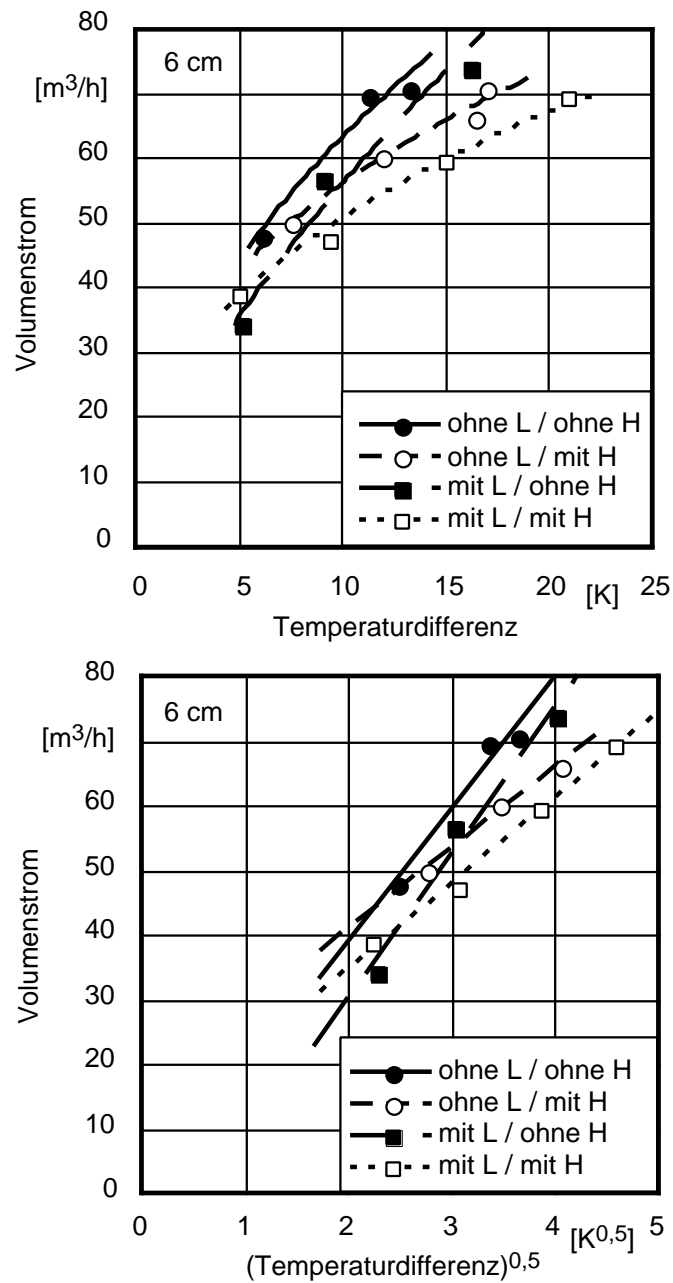 80
6 cm
[m³/h]
70
60
50
40
30
20
10
0
Volumenstrom
ohne L / ohne H
ohne L / mit H
mit L / ohne H
mit L / mit H
0 5 10 15 20 [K] 25
Temperaturdifferenz
80
6 cm
[m³/h]
70
60
50
40
30
20
10
0
Volumenstrom
ohne L / ohne H
ohne L / mit H
mit L / ohne H
mit L / mit H
0 1 2 3 4 [K⁰,⁵] 5
(Temperaturdifferenz)⁰,⁵